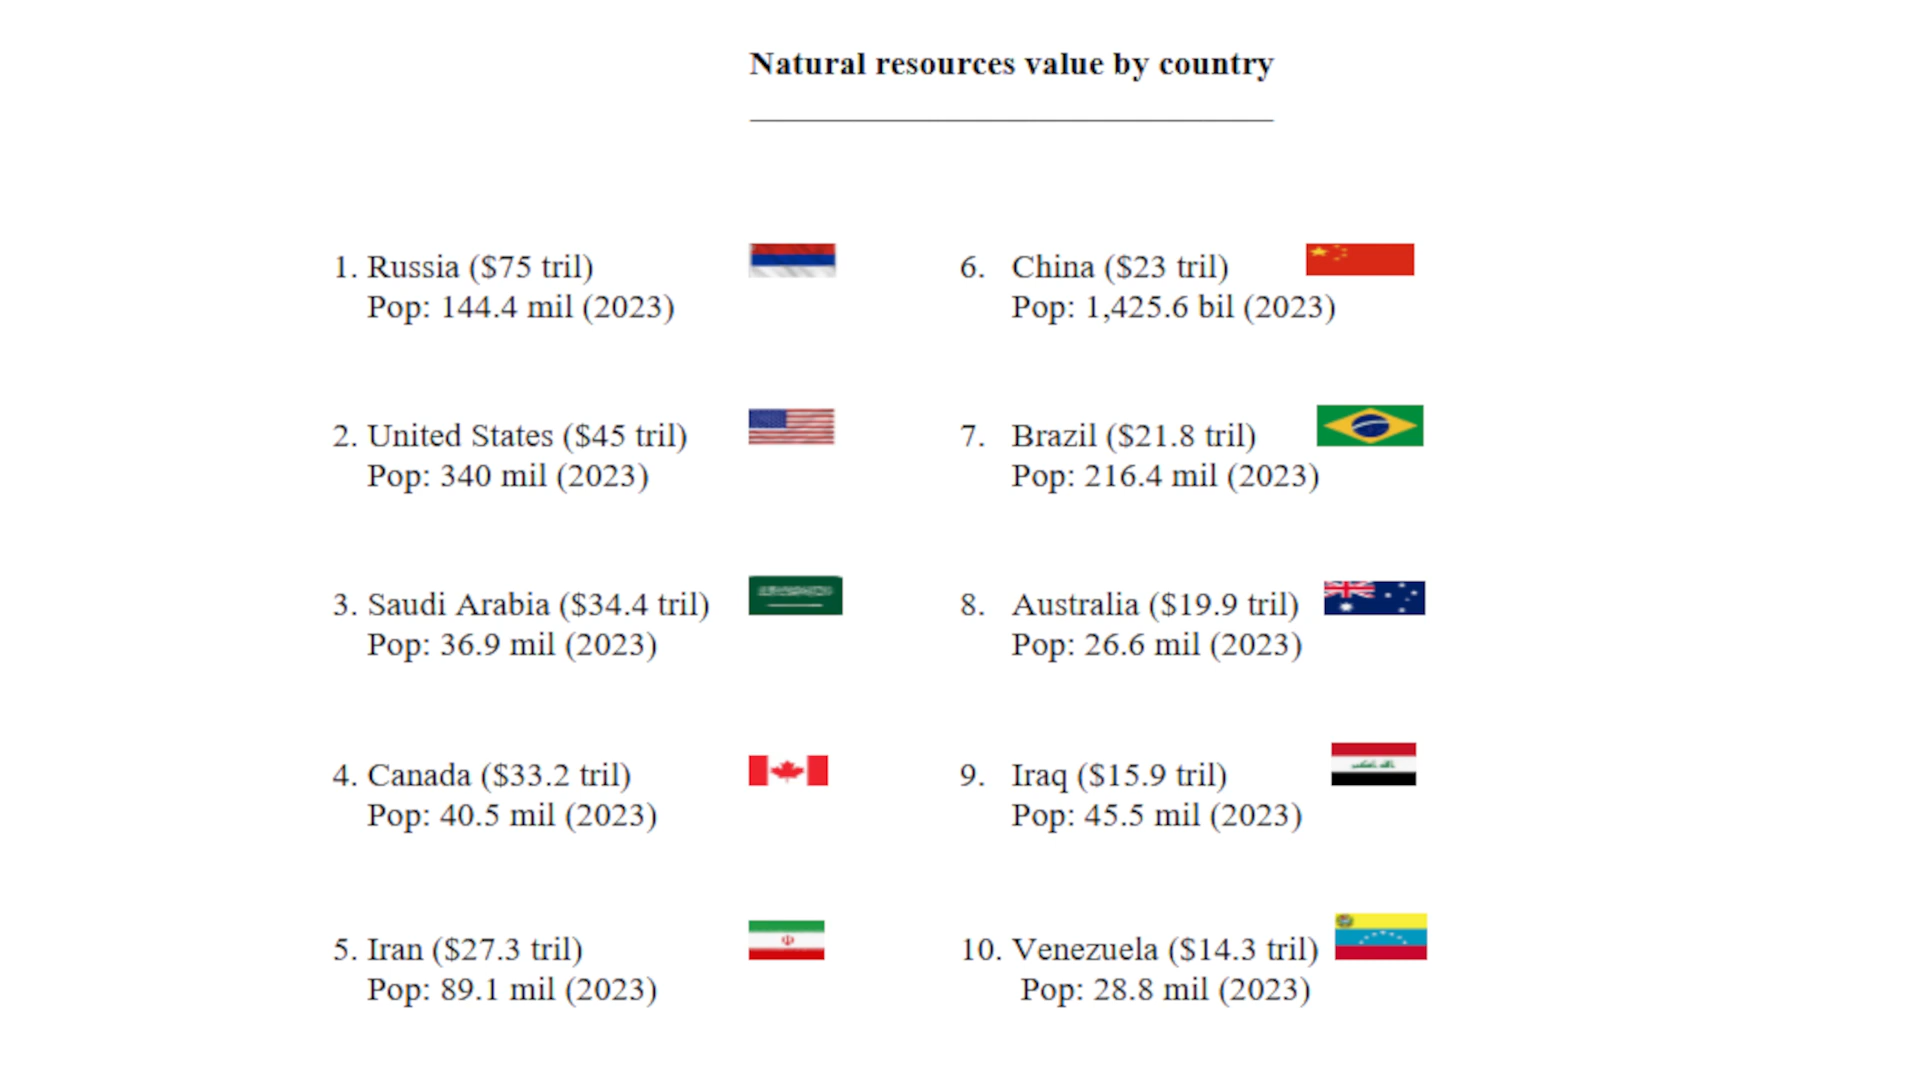 Natural resources value by country
1. Russia ($75 tril)
Pop: 144.4 mil (2023)
2. United States ($45 tril)
Pop: 340 mil (2023)
3. Saudi Arabia ($34.4 tril)
Pop: 36.9 mil (2023)
4. Canada ($33.2 tril)
Pop: 40.5 mil (2023)
5. Iran ($27.3 tril)
Pop: 89.1 mil (2023)
6. China ($23 tril)
Pop: 1,425.6 bil (2023)
7. Brazil ($21.8 tril)
Pop: 216.4 mil (2023)
8. Australia ($19.9 tril)
Pop: 26.6 mil (2023)
9. Iraq ($15.9 tril)
Pop: 45.5 mil (2023)
10. Venezuela ($14.3 tril)
Pop: 28.8 mil (2023)